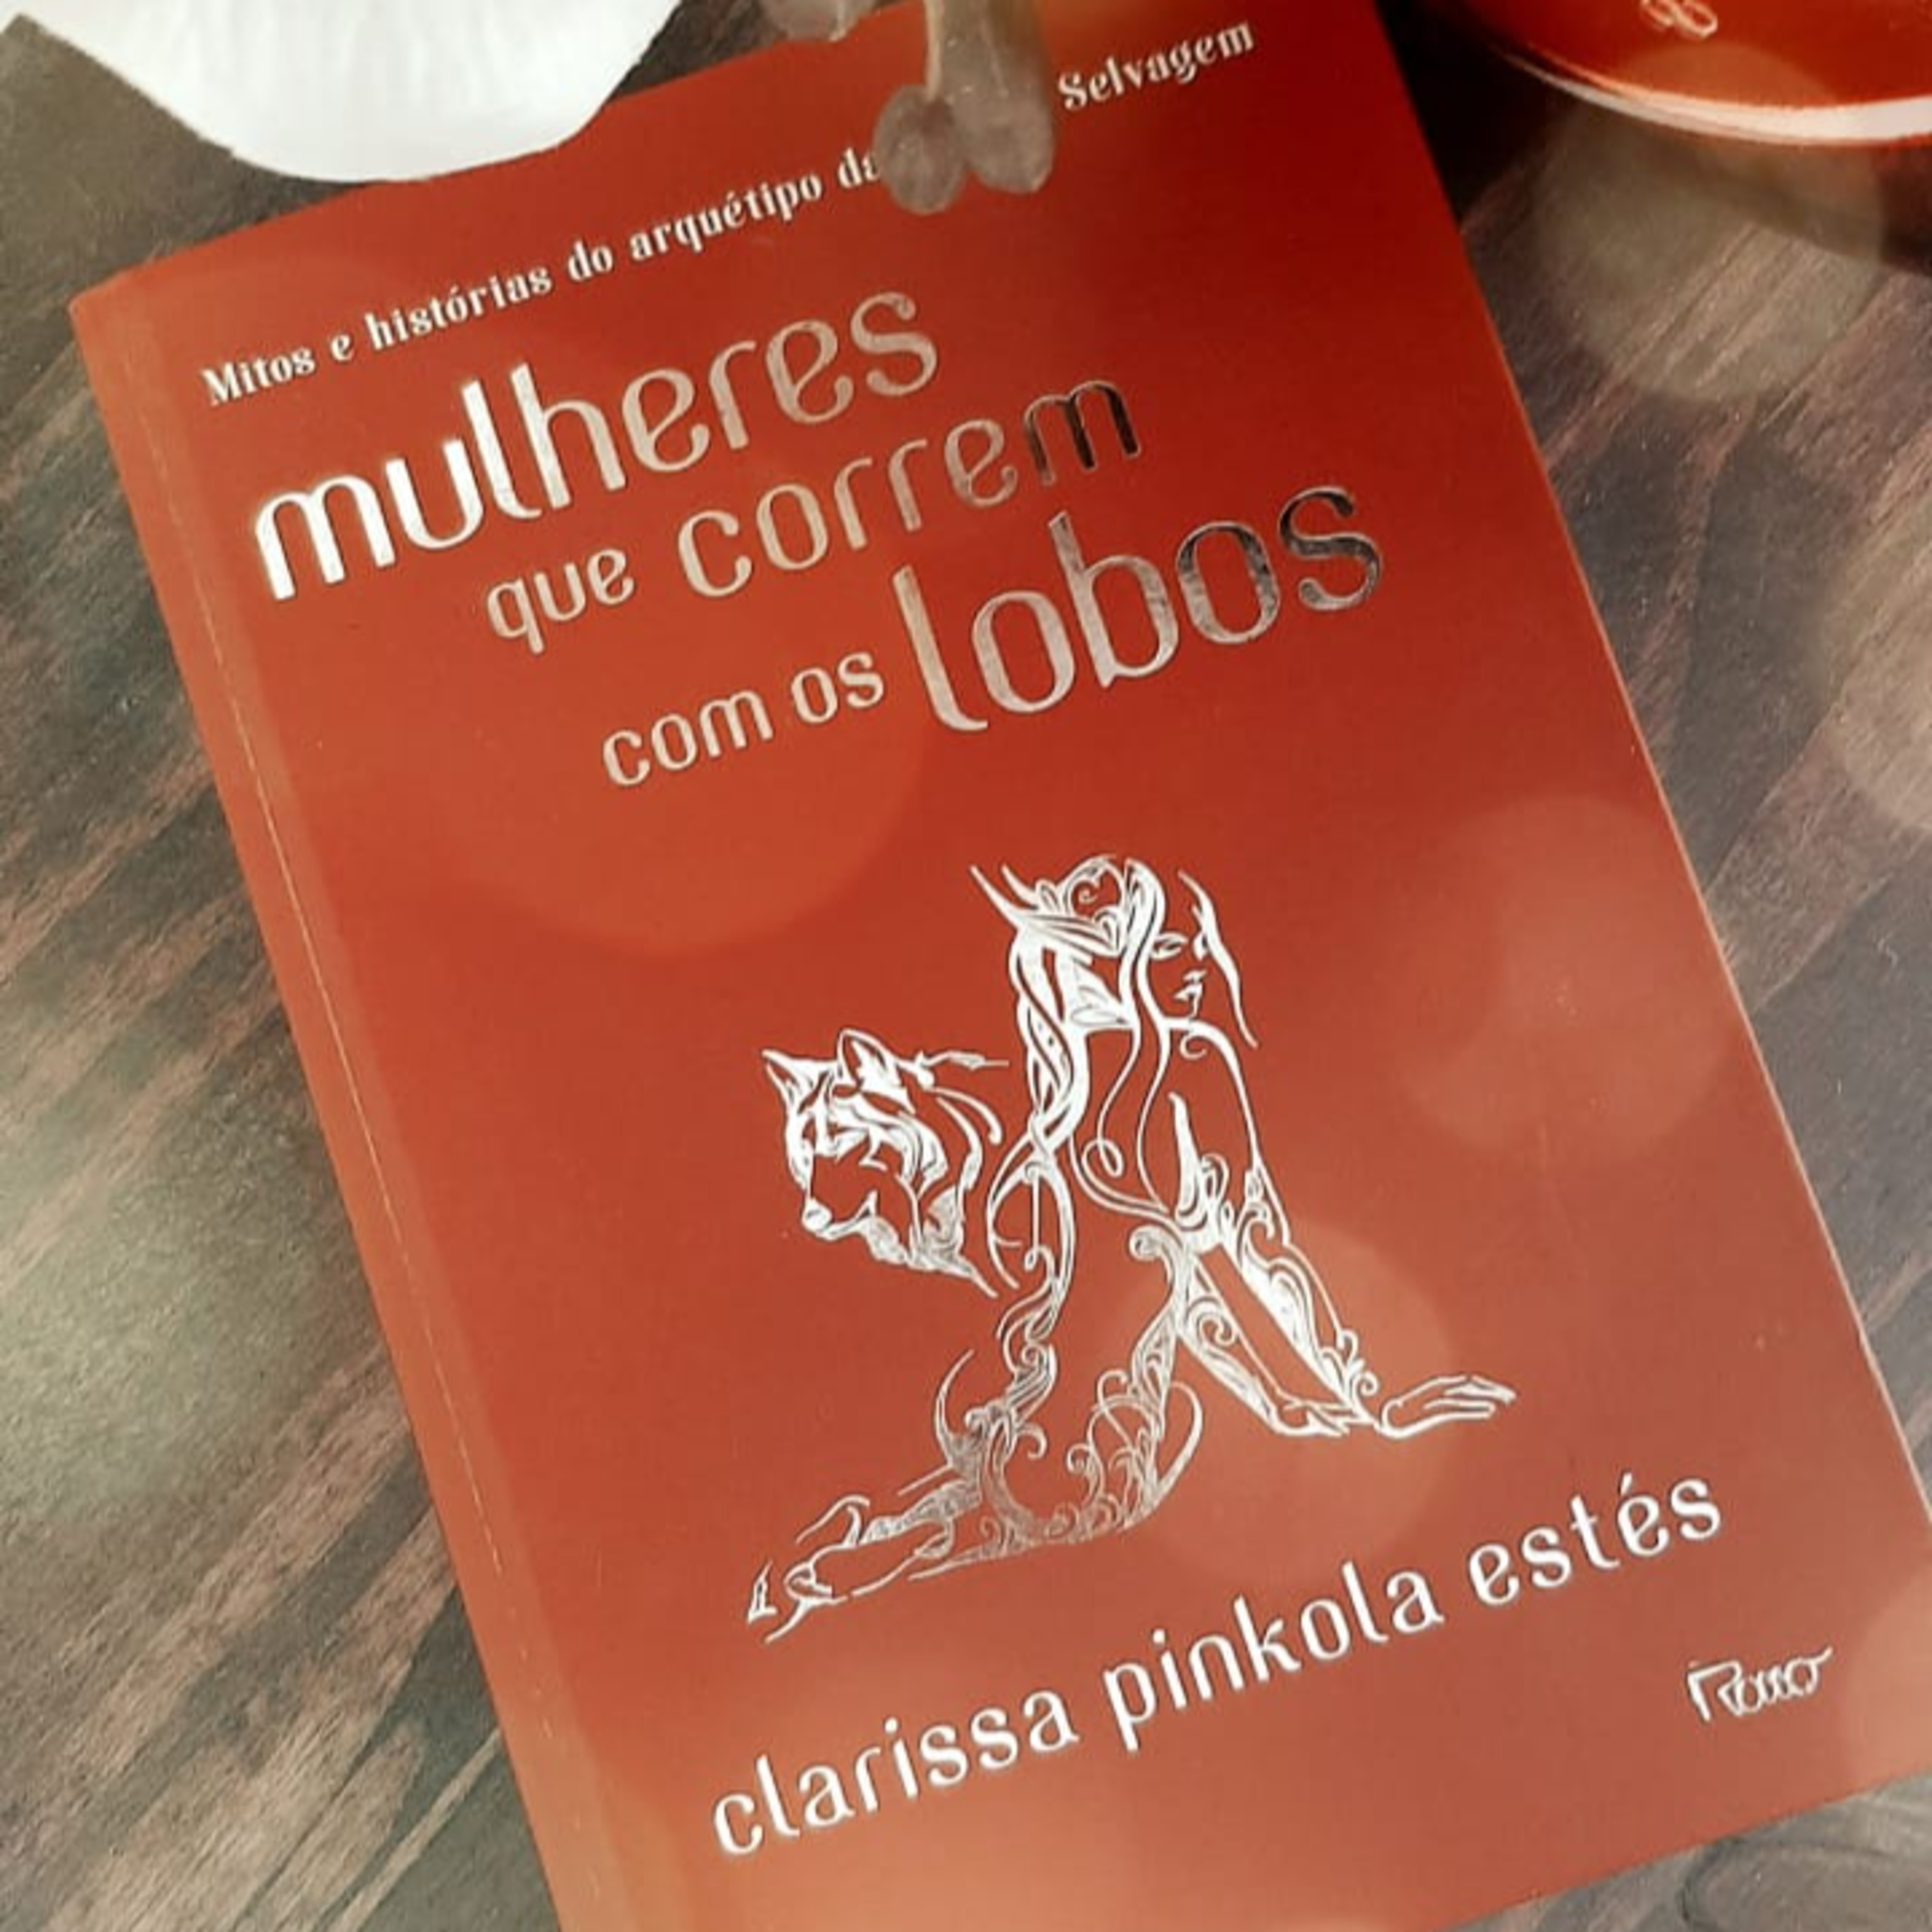 Mitos e histórias do arquétipo da Selvagem
mulheres
que correm
com os lobos
clarissa pinkola estés
Rocco